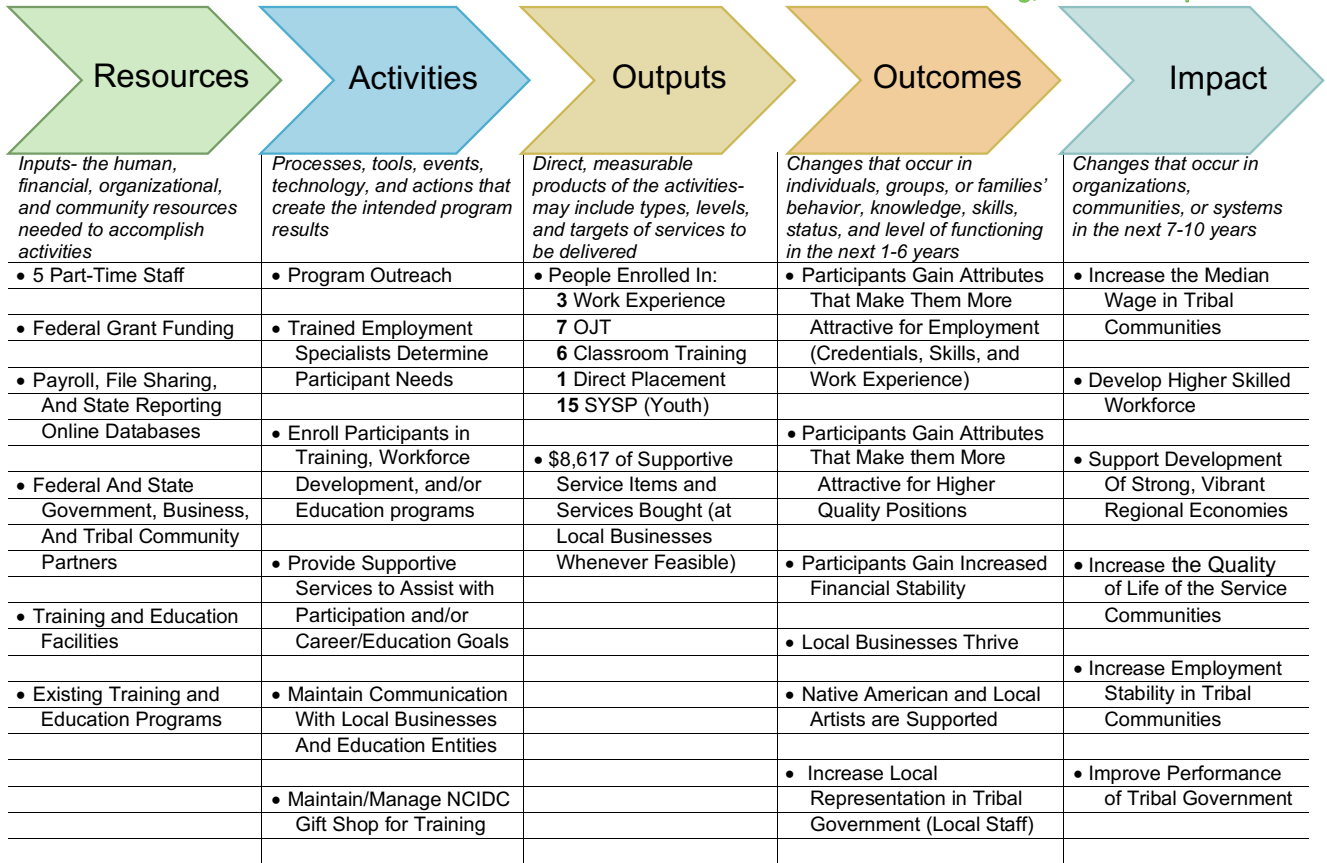 Resources
Activities
Outputs
Outcomes
Impact
Inputs- the human,
financial, organizational,
and community resources
needed to accomplish
activities
Processes, tools, events,
technology, and actions that
create the intended program
results
Direct, measurable
products of the activities-
may include types, levels,
and targets of services to
be delivered
Changes that occur in
individuals, groups, or families’
behavior, knowledge, skills,
status, and level of functioning
in the next 1-6 years
Changes that occur in
organizations,
communities, or systems
in the next 7-10 years
• 5 Part-Time Staff
• Federal Grant Funding
• Payroll, File Sharing,
And State Reporting
Online Databases
• Federal And State
Government, Business,
And Tribal Community
Partners
• Training and Education
Facilities
• Existing Training and
Education Programs
• Program Outreach
• Trained Employment
Specialists Determine
Participant Needs
• Enroll Participants in
Training, Workforce
Development, and/or
Education programs
• Provide Supportive
Services to Assist with
Participation and/or
Career/Education Goals
• Maintain Communication
With Local Businesses
And Education Entities
• Maintain/Manage NCIDC
Gift Shop for Training
• People Enrolled In:
3 Work Experience
7 OJT
6 Classroom Training
1 Direct Placement
15 SYSP (Youth)
• $8,617 of Supportive
Service Items and
Services Bought (at
Local Businesses
Whenever Feasible)
• Participants Gain Attributes
That Make Them More
Attractive for Employment
(Credentials, Skills, and
Work Experience)
• Participants Gain Attributes
That Make them More
Attractive for Higher
Quality Positions
• Participants Gain Increased
Financial Stability
• Local Businesses Thrive
• Native American and Local
Artists are Supported
• Increase Local
Representation in Tribal
Government (Local Staff)
• Increase the Median
Wage in Tribal
Communities
• Develop Higher Skilled
Workforce
• Support Development
Of Strong, Vibrant
Regional Economies
• Increase the Quality
of Life of the Service
Communities
• Increase Employment
Stability in Tribal
Communities
• Improve Performance
of Tribal Government